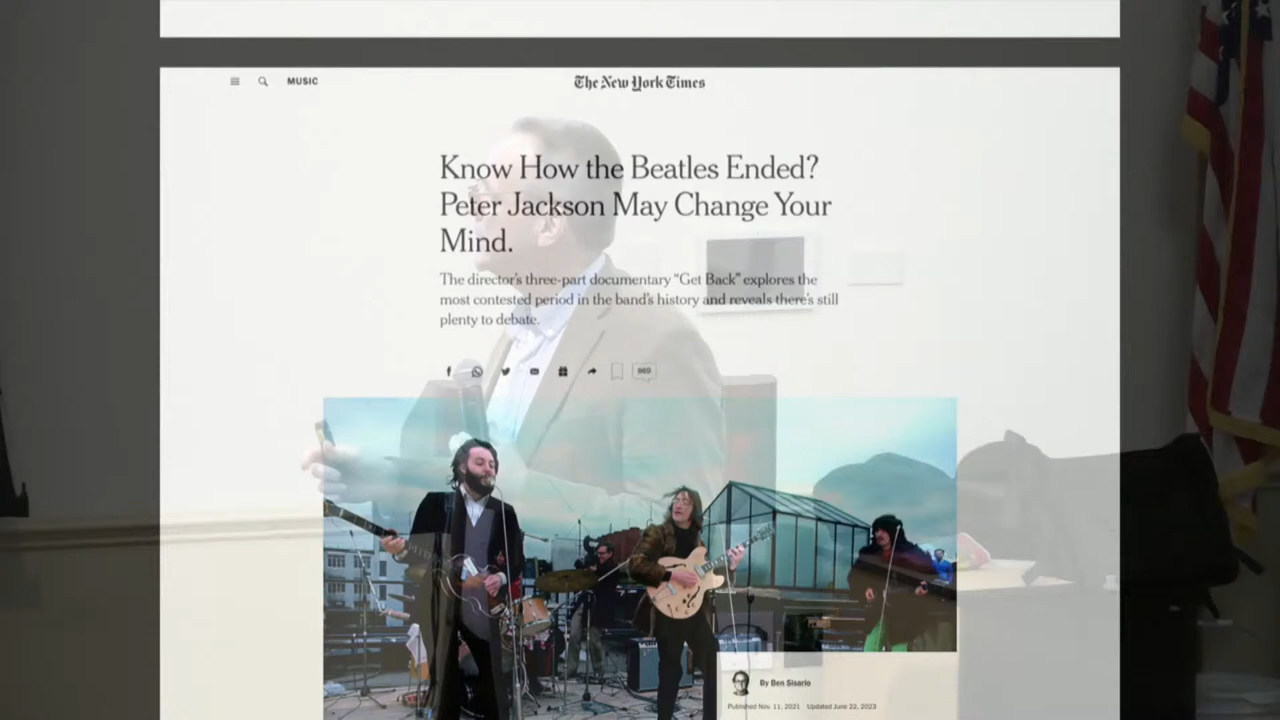 MUSIC
The New York Times
Know How the Beatles Ended?
Peter Jackson May Change Your
Mind.
The director's three-part documentary “Get Back” explores the
most contested period in the band's history and reveals there's still
plenty to debate.
969
By Ben Sisario
Published Nov. 11, 2021 Updated June 22, 2023